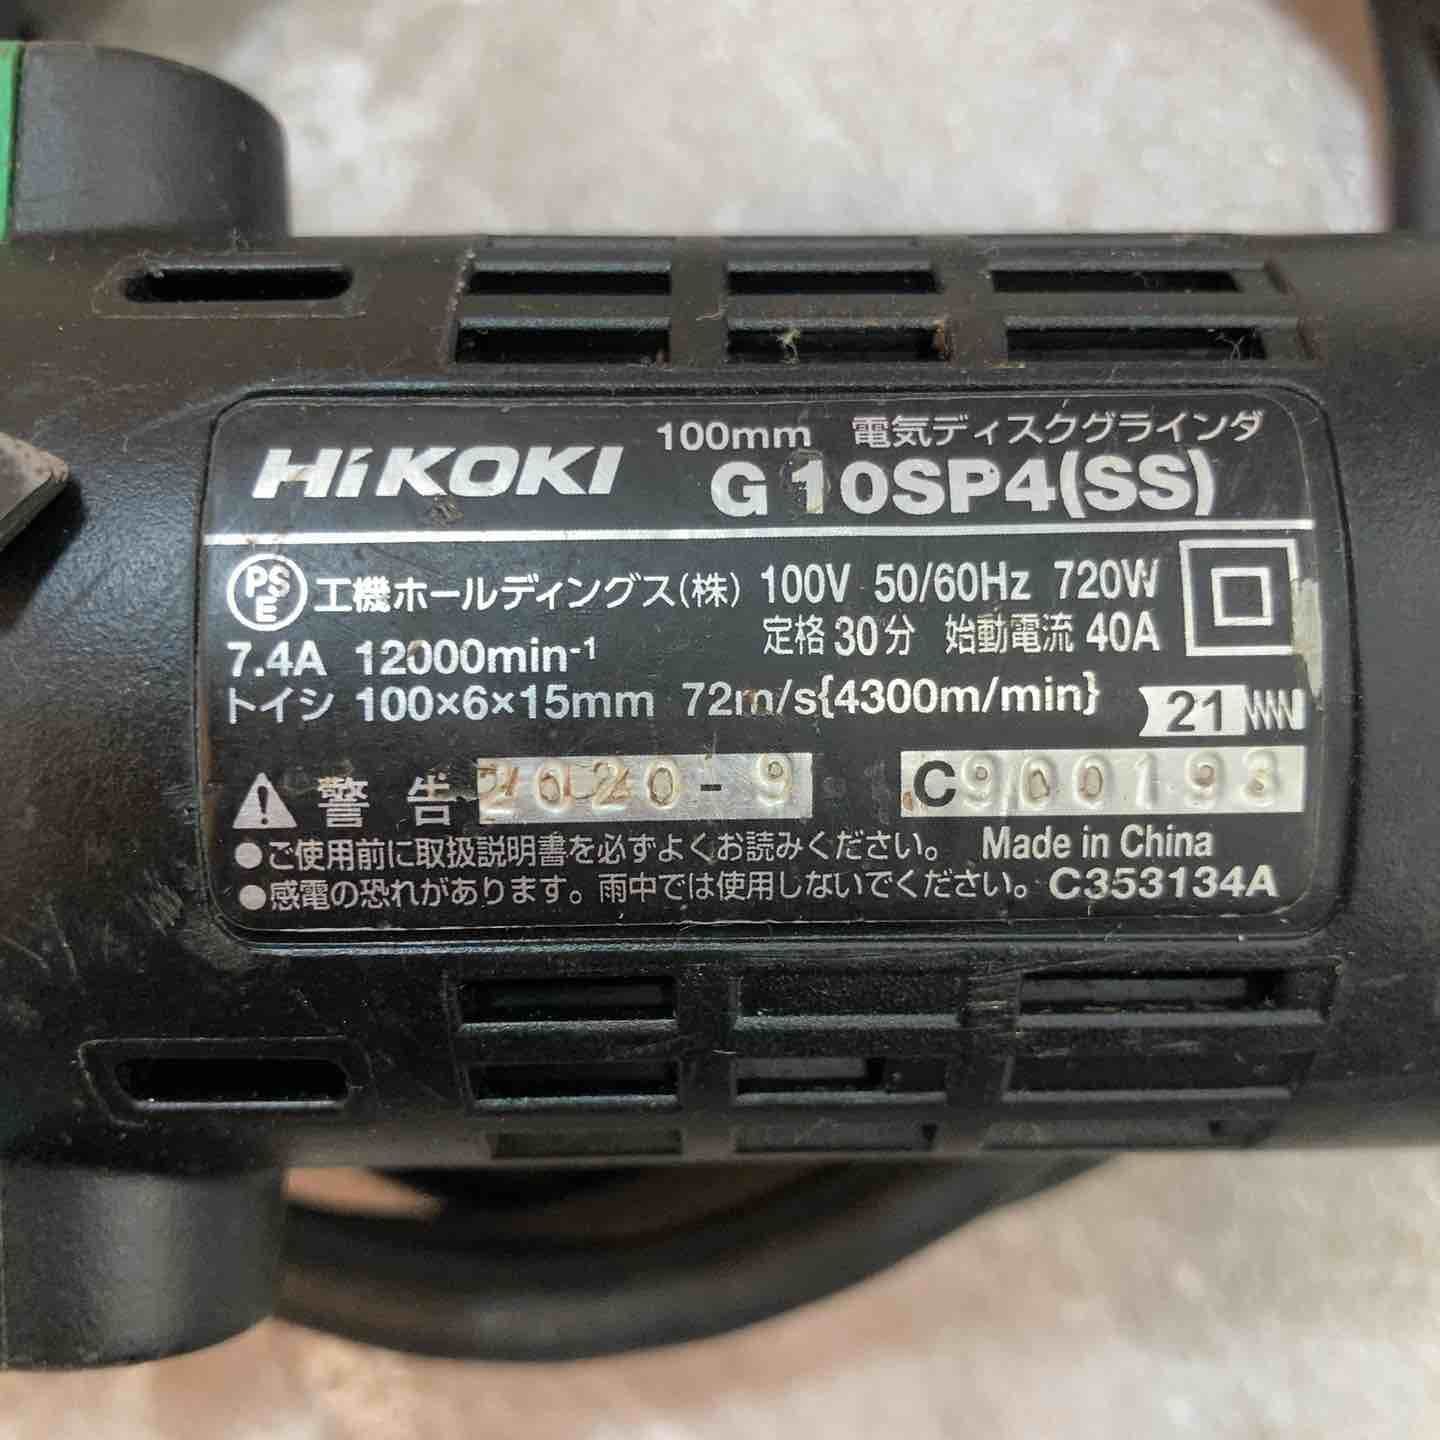 100mm 電気ディスクグラインダ
HiKOKI G 10SP4(SS)
PSE 工機ホールディングス(株) 100V 50/60Hz 720W
7.4A 12000min-1 定格30分 始動電流 40A
トイシ 100×6×15mm 72m/s{4300m/min} 21
警告 2020-9 C900193
●ご使用前に取扱説明書を必ずよくお読みください。 Made in China
●感電の恐れがあります。雨中では使用しないでください。 C353134A